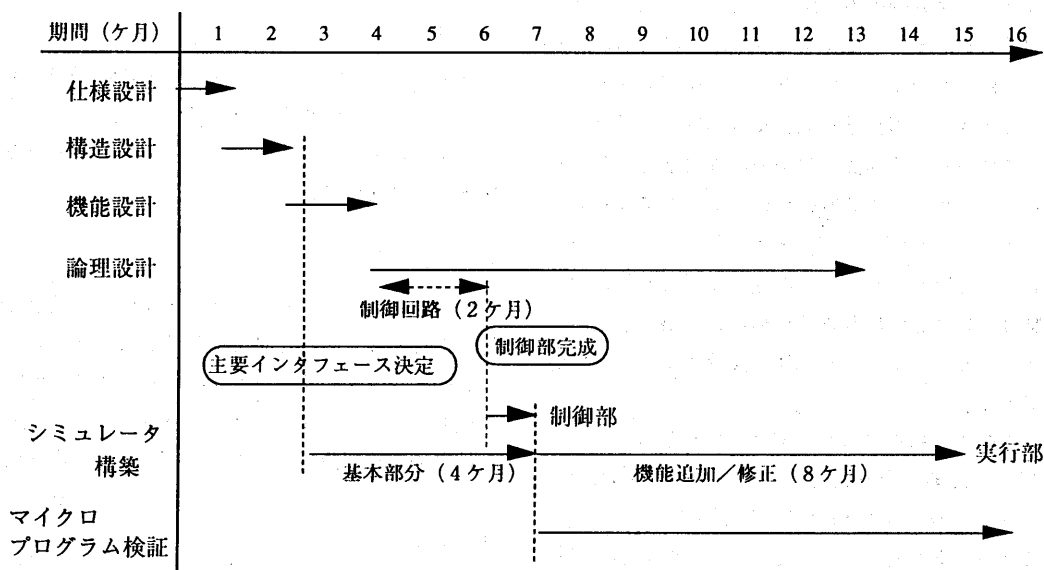 期間（ケ月） 1 2 3 4 5 6 7 8 9 10 11 12 13 14 15 16
仕様設計
構造設計
機能設計
論理設計
制御回路（２ケ月）
制御部完成
主要インタフェース決定
制御部
シミュレータ
構築
実行部
基本部分（４ケ月）
機能追加／修正（８ケ月）
マイクロ
プログラム検証